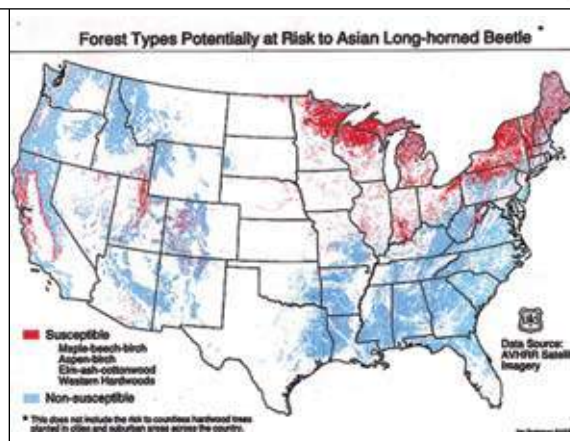 Forest Types Potentially at Risk to Asian Long-horned Beetle *
Susceptible
Maple-beech-birch
Aspen-birch
Elm-ash-cottonwood
Western Hardwoods
Non-susceptible
* This does not include the risk to countless hardwood trees
planted in cities and suburban areas across the country.
Data Source:
AVHRR Satelli
Imagery